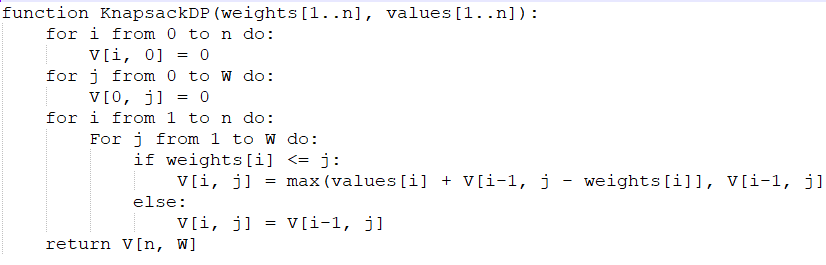 function KnapsackDP(weights[1..n], values[1..n]):
    for i from 0 to n do:
        V[i, 0] = 0
    for j from 0 to W do:
        V[0, j] = 0
    for i from 1 to n do:
        For j from 1 to W do:
            if weights[i] <= j:
                V[i, j] = max(values[i] + V[i-1, j - weights[i]], V[i-1, j]
            else:
                V[i, j] = V[i-1, j]
    return V[n, W]